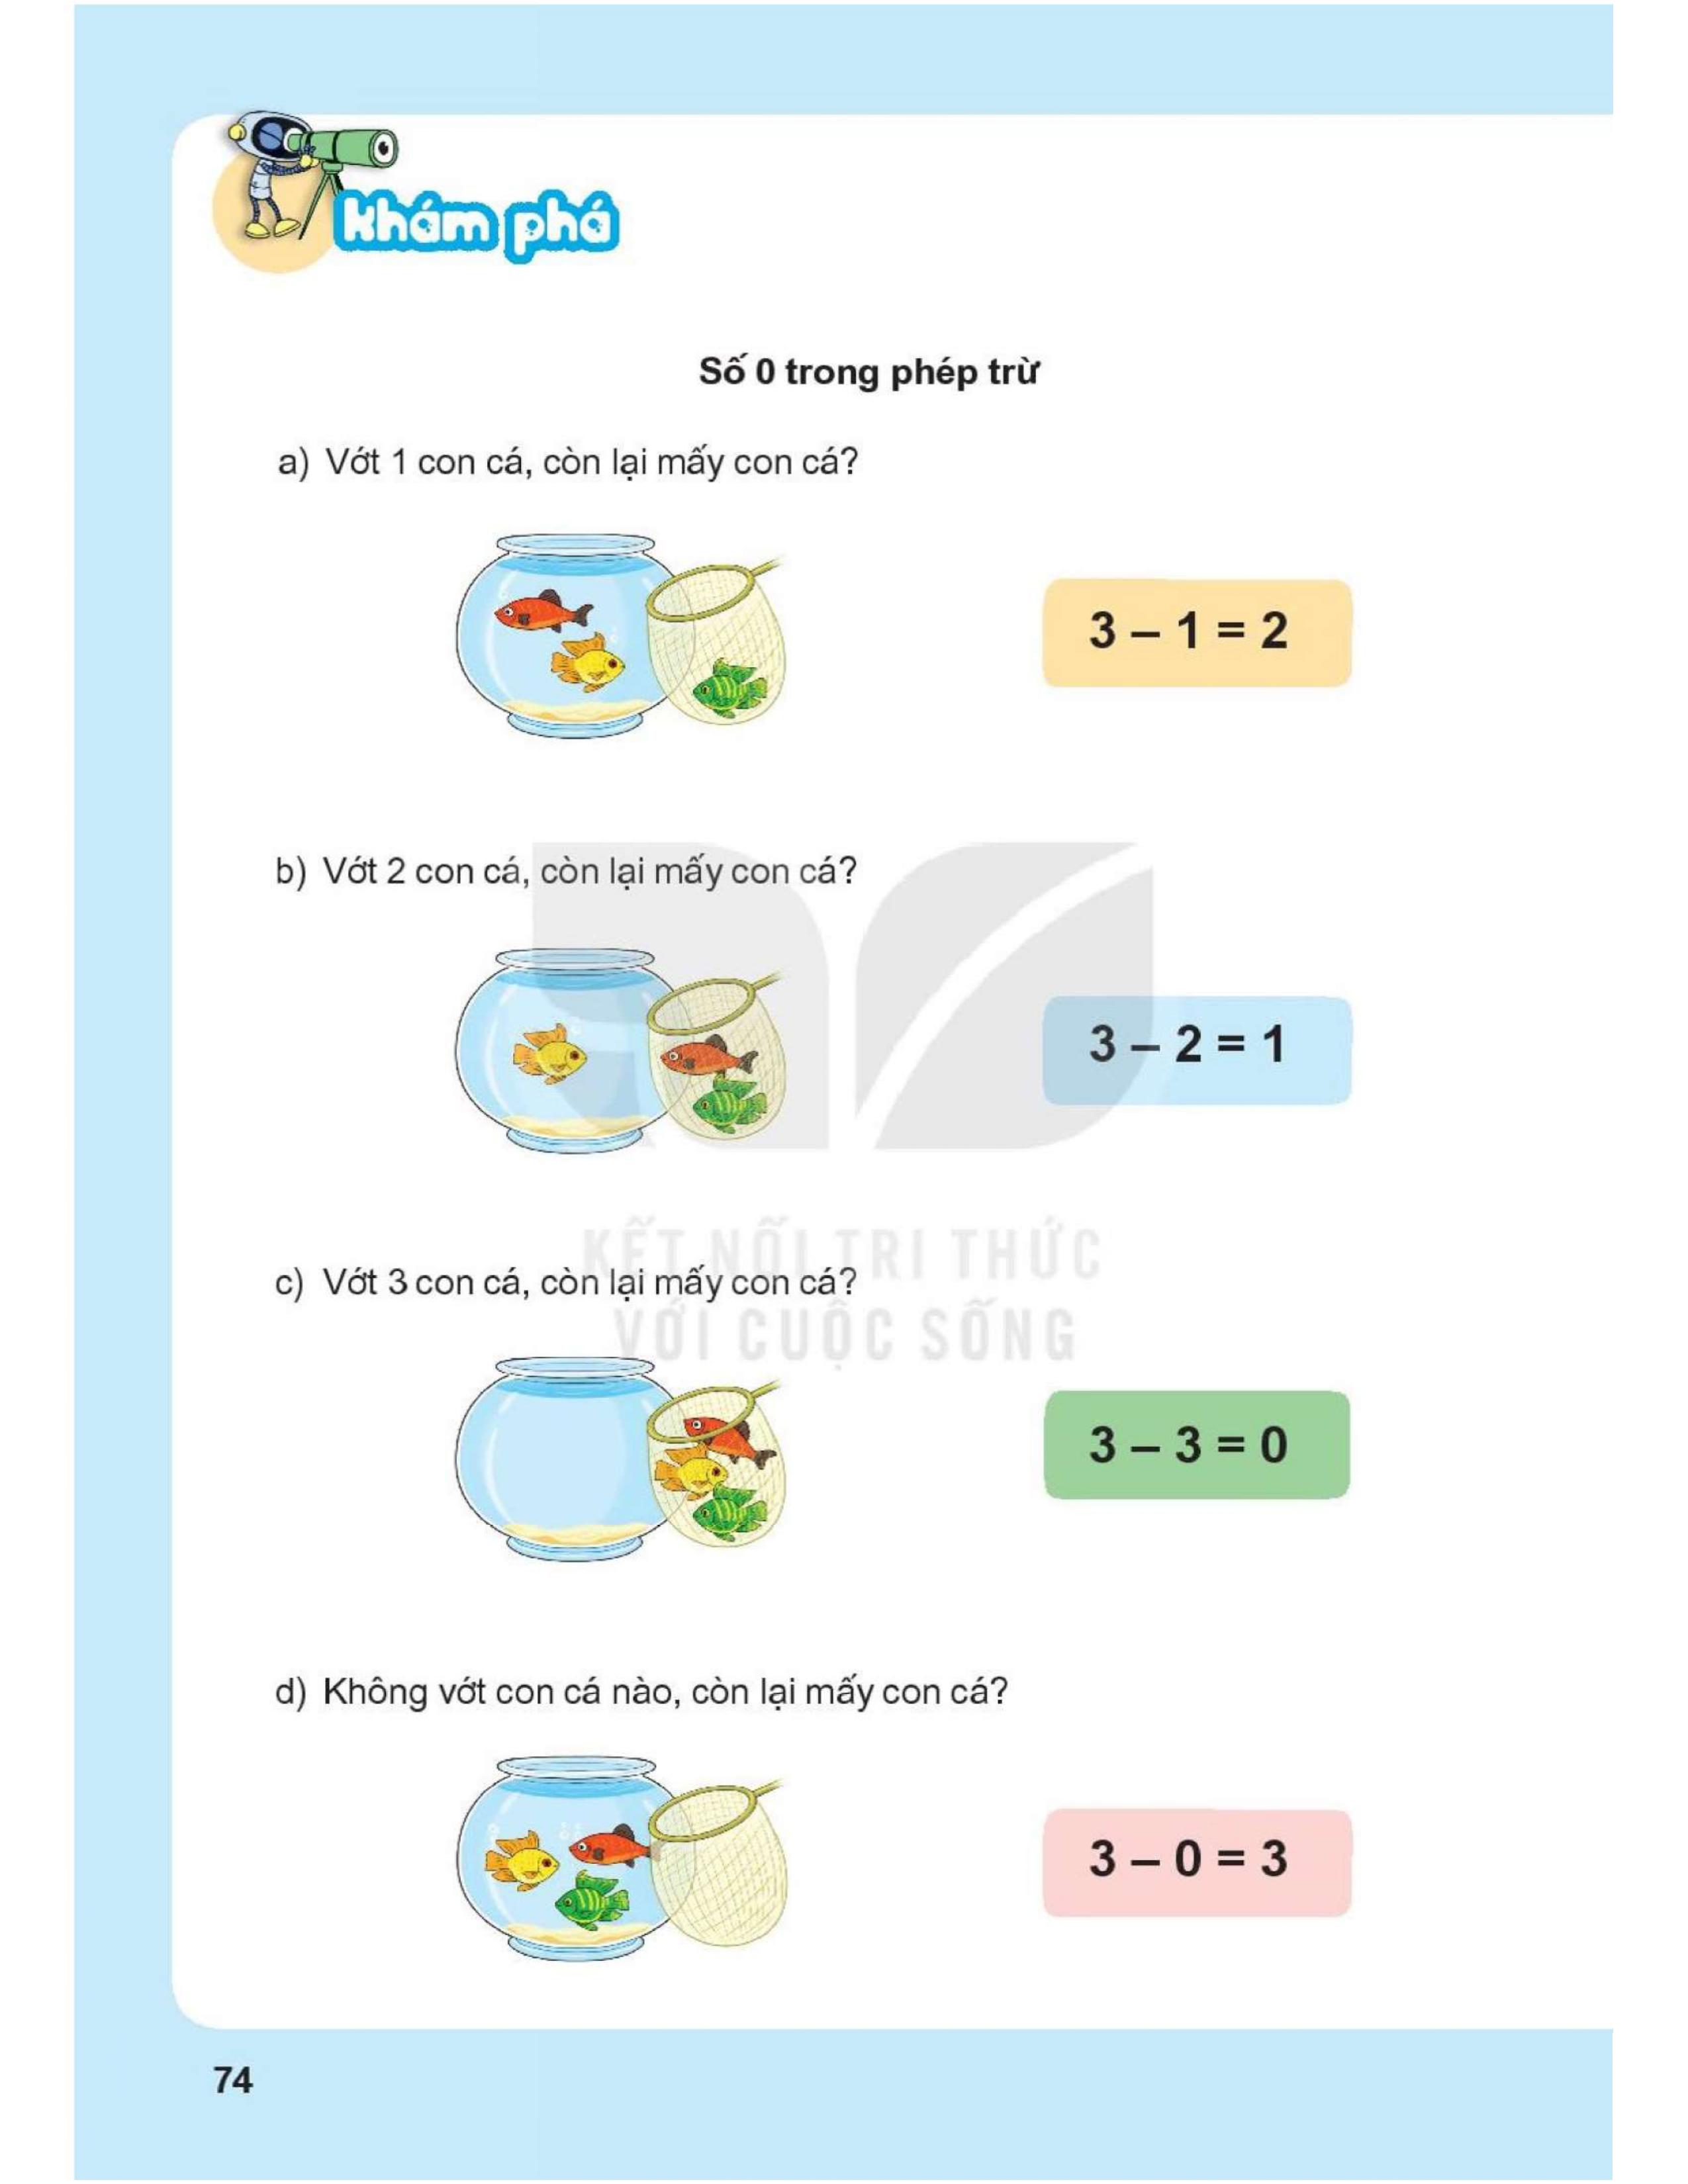 Khám phá
Số 0 trong phép trừ
a) Vớt 1 con cá, còn lại mấy con cá?
3 – 1 = 2
b) Vớt 2 con cá, còn lại mấy con cá?
3 – 2 = 1
KẾT NỐI TRI THỨC
c) Vớt 3 con cá, còn lại mấy con cá?
VỚI CUỘC SỐNG
3 – 3 = 0
d) Không vớt con cá nào, còn lại mấy con cá?
3 – 0 = 3
74